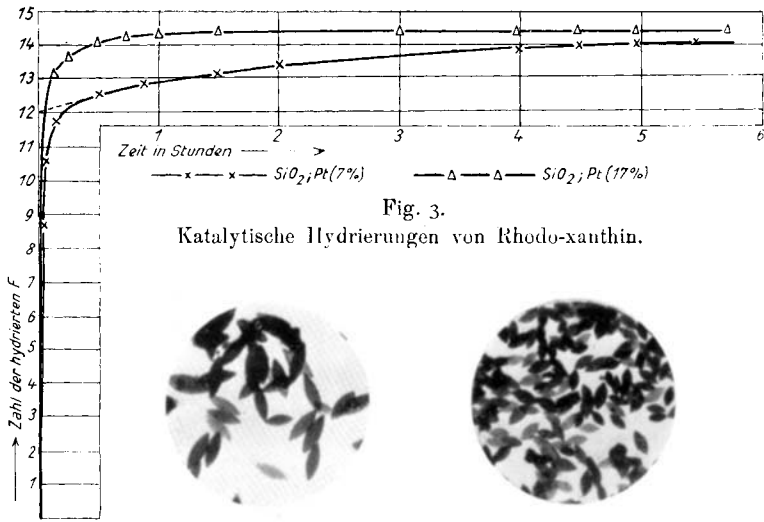 15
14
13
12
11
10
9
8
7
6
5
4
3
2
1
1 2 3 4 5 6
Zeit in Stunden
x x SiO₂; Pt (7%) Δ Δ SiO₂; Pt (17%)
Zahl der hydrierten F
Fig. 3.
Katalytische Hydrierungen von Rhodo-xanthin.